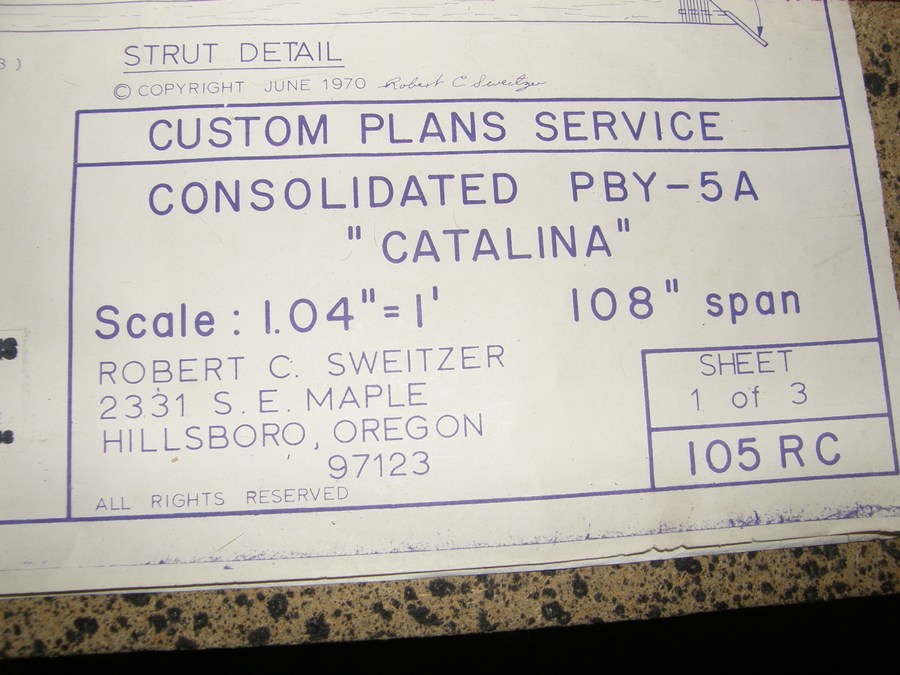 STRUT DETAIL
© COPYRIGHT JUNE 1970 Robert C. Sweitzer
CUSTOM PLANS SERVICE
CONSOLIDATED PBY-5A
"CATALINA"
Scale: 1.04"=1' 108" span
ROBERT C. SWEITZER
2331 S.E. MAPLE
HILLSBORO, OREGON
97123
ALL RIGHTS RESERVED
SHEET
1 of 3
105 RC